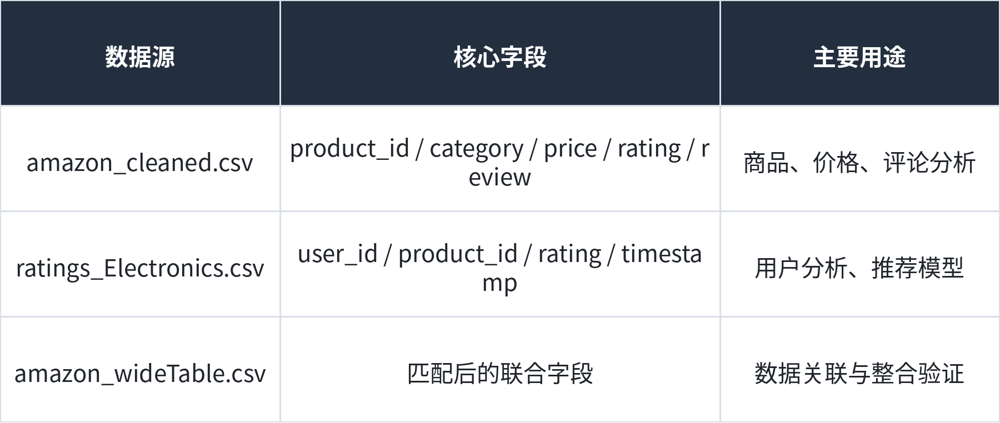 数据源
核心字段
主要用途
amazon_cleaned.csv
product_id / category / price / rating / r
eview
商品、价格、评论分析
ratings_Electronics.csv
user_id / product_id / rating / timesta
mp
用户分析、推荐模型
amazon_wideTable.csv
匹配后的联合字段
数据关联与整合验证